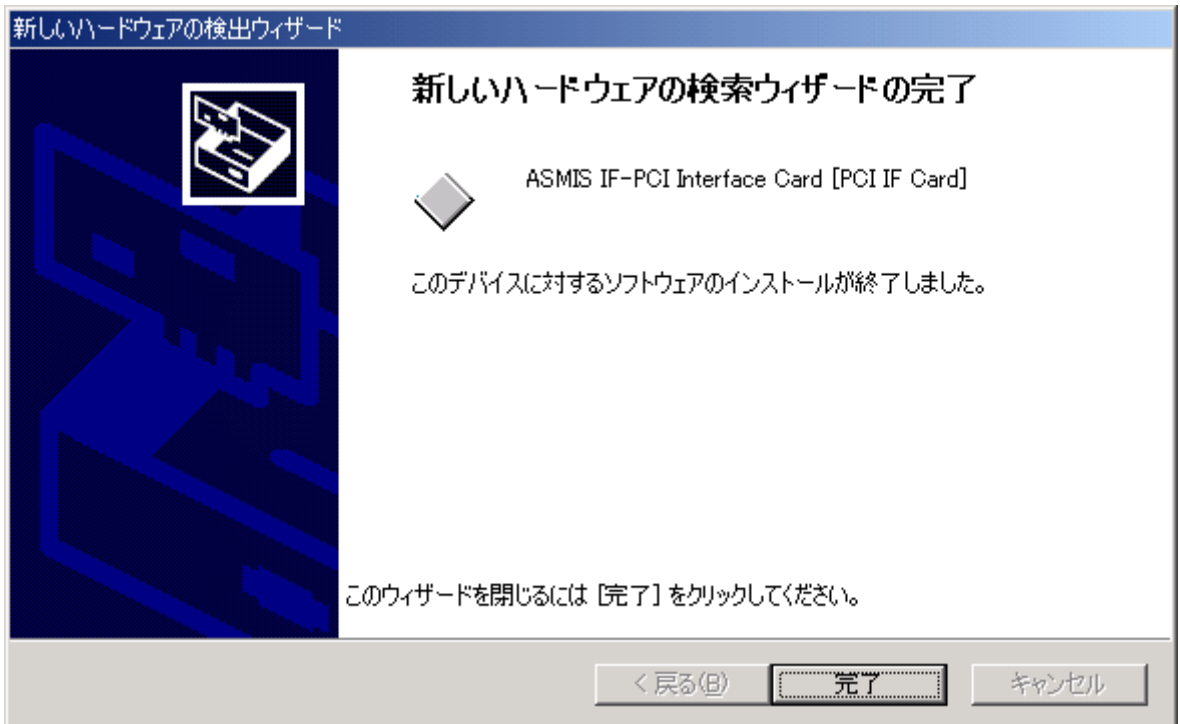 新しいハードウェアの検出ウィザード
新しいハードウェアの検索ウィザードの完了
ASMIS IF-PCI Interface Card [PCI IF Card]
このデバイスに対するソフトウェアのインストールが終了しました。
このウィザードを閉じるには [完了] をクリックしてください。
< 戻る(B)
完了
キャンセル